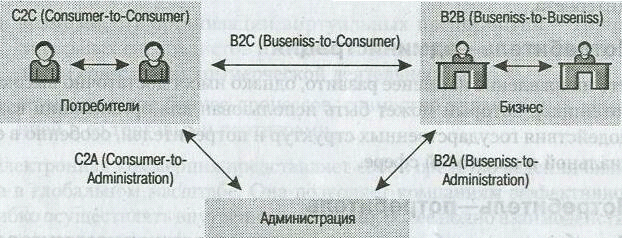 C2C (Consumer-to-Consumer)
B2B (Buseniss-to-Buseniss)
B2C (Buseniss-to-Consumer)
Потребители
Бизнес
C2A (Consumer-to-
Administration)
B2A (Buseniss-to-
Administration)
Администрация